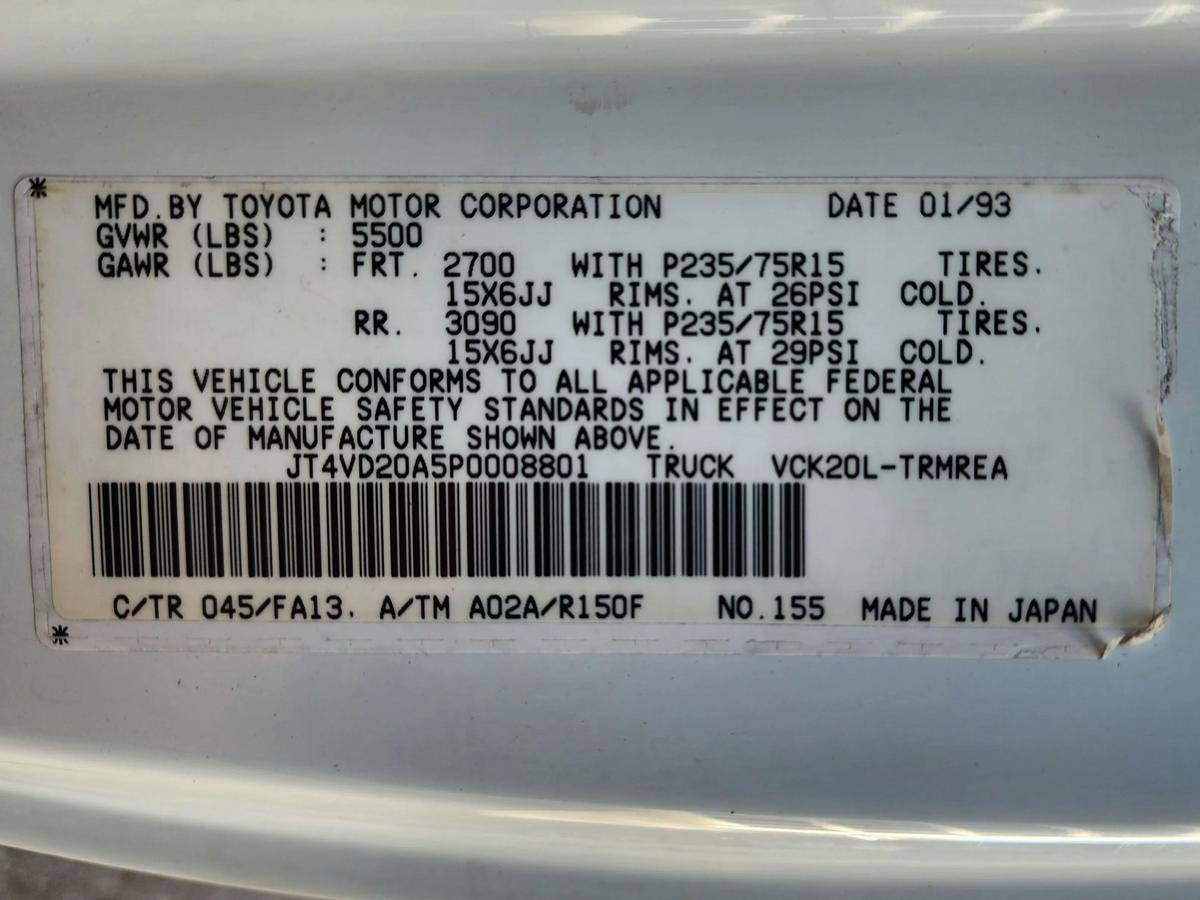 MFD.BY TOYOTA MOTOR CORPORATION DATE 01/93
GVWR (LBS) : 5500
GAWR (LBS) : FRT. 2700 WITH P235/75R15 TIRES.
15X6JJ RIMS. AT 26PSI COLD.
RR. 3090 WITH P235/75R15 TIRES.
15X6JJ RIMS. AT 29PSI COLD.
THIS VEHICLE CONFORMS TO ALL APPLICABLE FEDERAL
MOTOR VEHICLE SAFETY STANDARDS IN EFFECT ON THE
DATE OF MANUFACTURE SHOWN ABOVE.
JT4VD20A5P0008801 TRUCK VCK20L-TRMREA
C/TR 045/FA13. A/TM A02A/R150F NO.155 MADE IN JAPAN